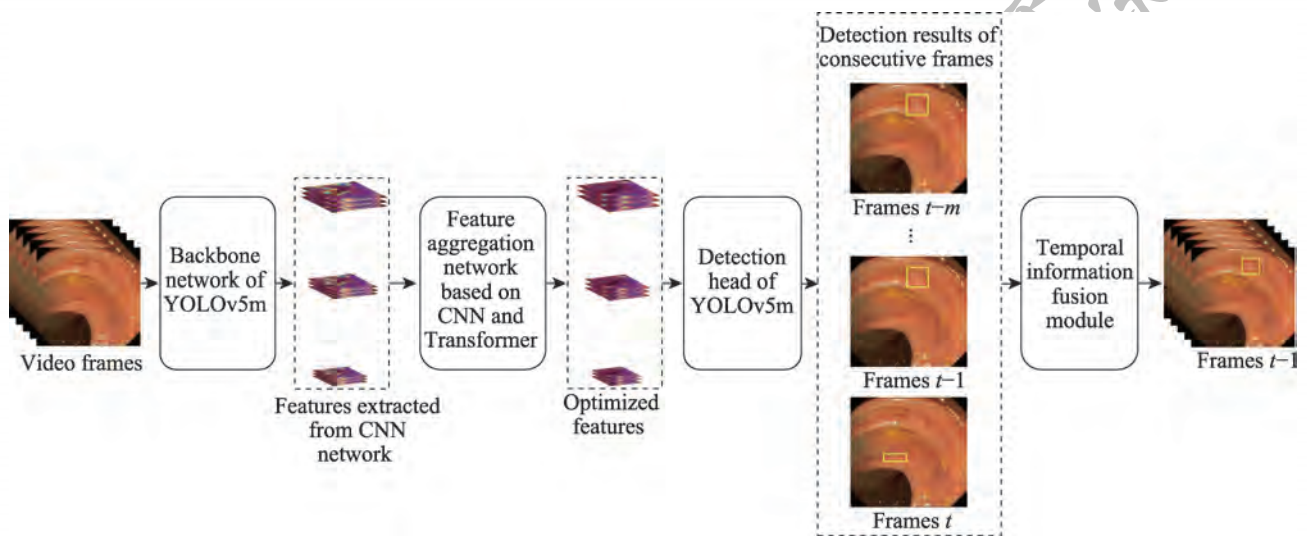 Video frames
Backbone
network of
YOLOv5m
Features extracted
from CNN
network
Feature
aggregation
network
based on
CNN and
Transformer
Optimized
features
Detection
head of
YOLOv5m
Detection results of
consecutive frames
Frames t−m
...
Frames t−1
Frames t
Temporal
information
fusion
module
Frames t−1